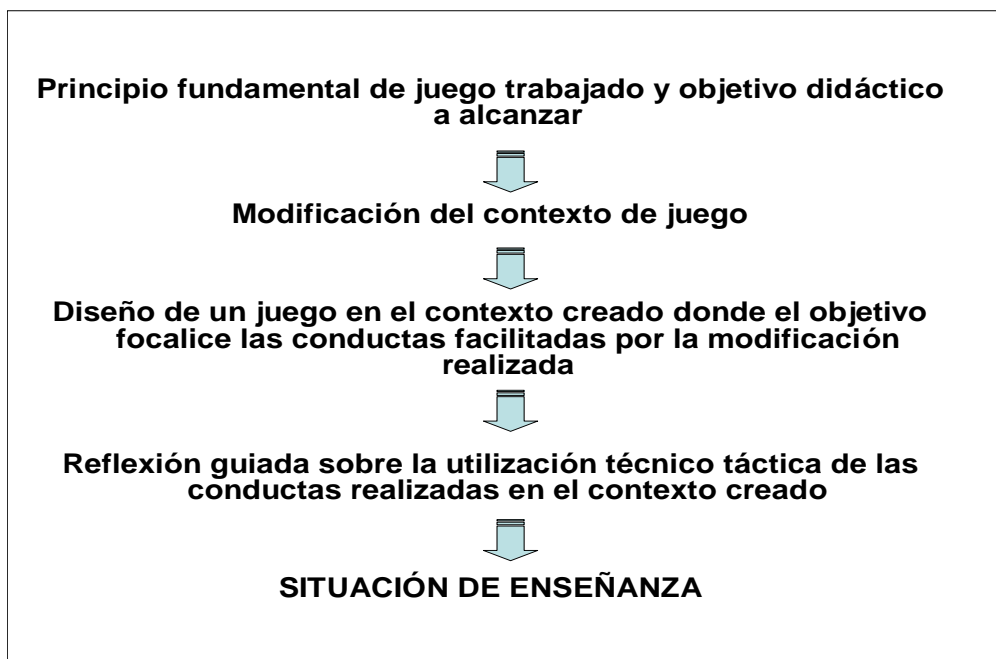 Principio fundamental de juego trabajado y objetivo didáctico
a alcanzar
Modificación del contexto de juego
Diseño de un juego en el contexto creado donde el objetivo
focalice las conductas facilitadas por la modificación
realizada
Reflexión guiada sobre la utilización técnico táctica de las
conductas realizadas en el contexto creado
SITUACIÓN DE ENSEÑANZA